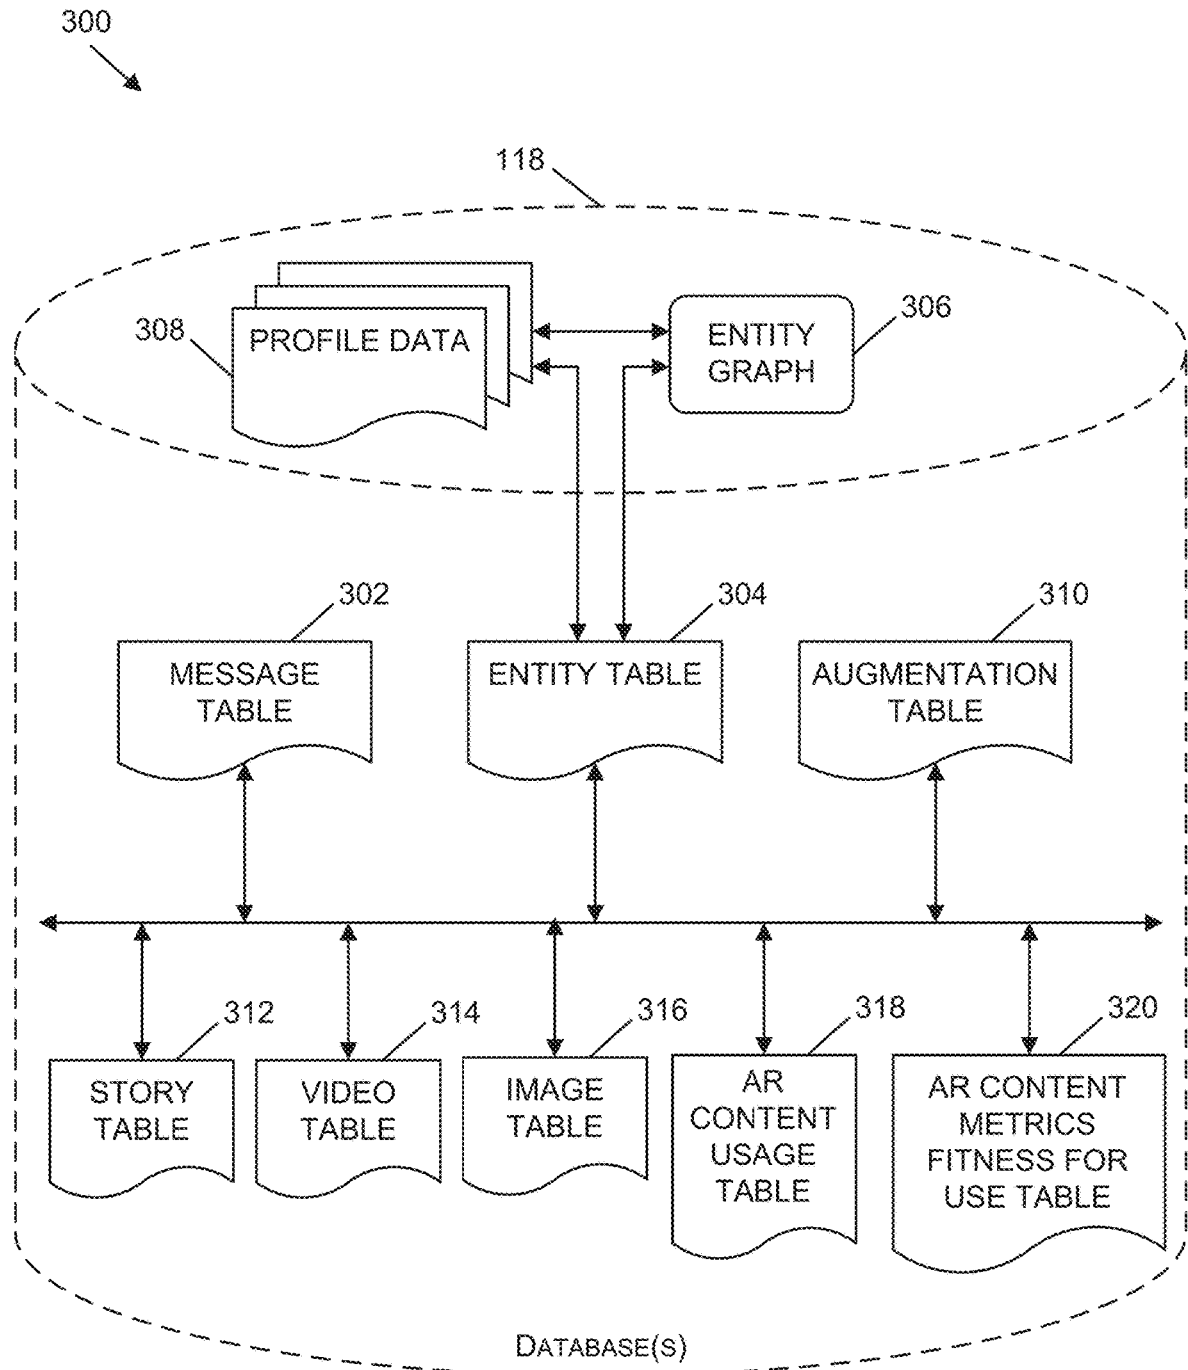 300
118
308
PROFILE DATA
ENTITY
GRAPH
306
302
MESSAGE
TABLE
304
ENTITY TABLE
310
AUGMENTATION
TABLE
312
STORY
TABLE
314
VIDEO
TABLE
316
IMAGE
TABLE
318
AR
CONTENT
USAGE
TABLE
320
AR CONTENT
METRICS
FITNESS FOR
USE TABLE
DATABASE(S)